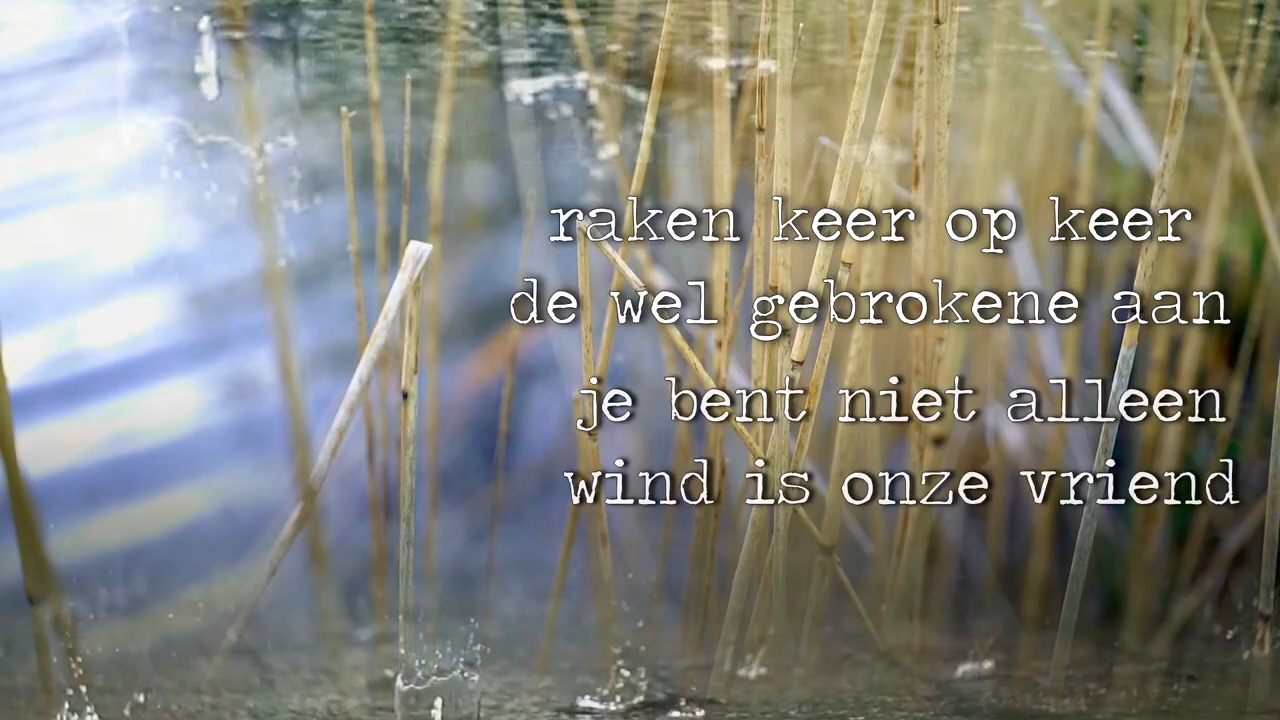 raken keer op keer
de wel gebrokene aan
je bent niet alleen
wind is onze vriend